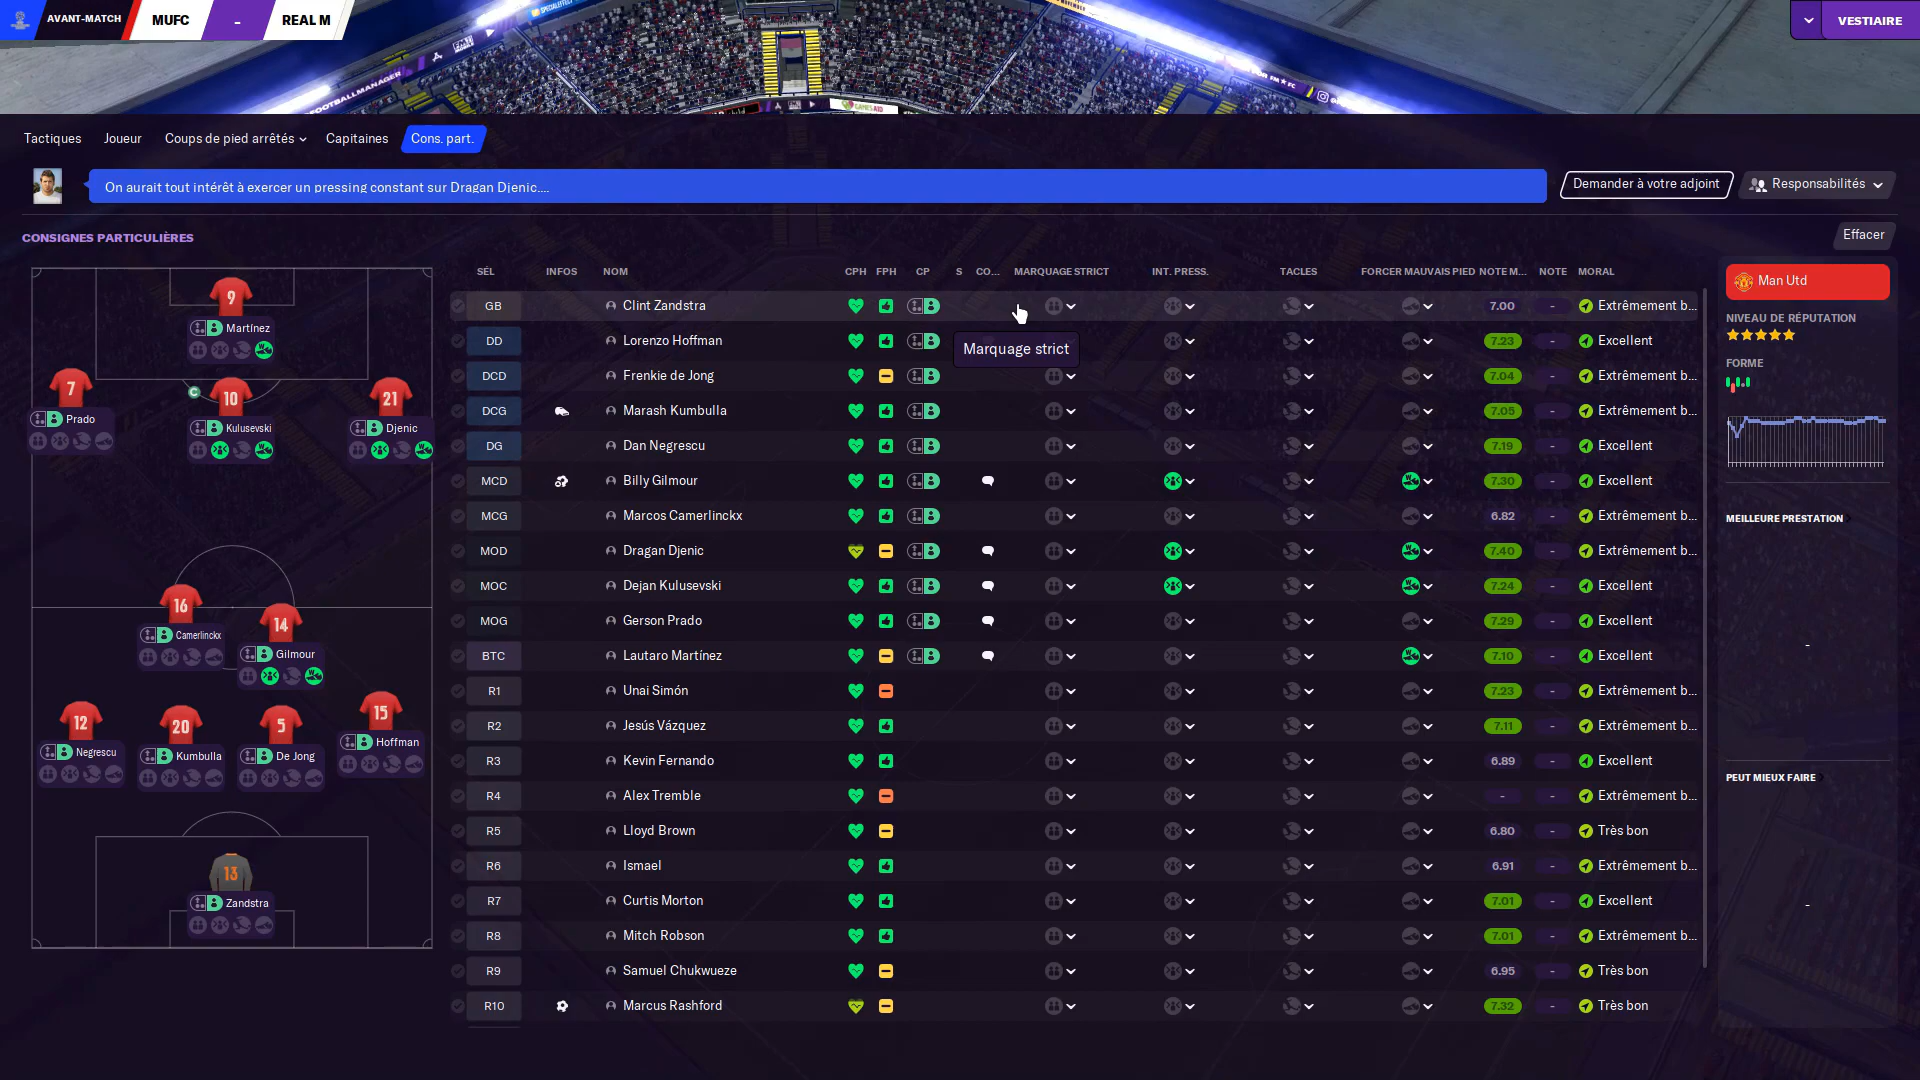 AVANT-MATCH
MUFC
-
REAL M
VESTIAIRE
FOOTBALLMANAGER
GAMESAID
Tactiques
Joueur
Coups de pied arrêtés
Capitaines
Cons. part.
On aurait tout intérêt à exercer un pressing constant sur Dragan Djenic....
Demander à votre adjoint
Responsabilités
CONSIGNES PARTICULIÈRES
Effacer
SÉL INFOS NOM CPH FPH CP S CO... MARQUAGE STRICT INT. PRESS. TACLES FORCER MAUVAIS PIED NOTE M... NOTE MORAL
GB Clint Zandstra 7.00 - Extrêmement b...
DD Lorenzo Hoffman 7.23 - Excellent
Marquage strict
DCD Frenkie de Jong 7.04 - Extrêmement b...
DCG Marash Kumbulla 7.05 - Extrêmement b...
DG Dan Negrescu 7.19 - Excellent
MCD Billy Gilmour 7.30 - Excellent
MCG Marcos Camerlinckx 6.82 - Extrêmement b...
MOD Dragan Djenic 7.40 - Extrêmement b...
MOC Dejan Kulusevski 7.24 - Excellent
MOG Gerson Prado 7.29 - Excellent
BTC Lautaro Martínez 7.10 - Excellent
R1 Unai Simón 7.23 - Extrêmement b...
R2 Jesús Vázquez 7.11 - Extrêmement b...
R3 Kevin Fernando 6.89 - Excellent
R4 Alex Tremble - - Extrêmement b...
R5 Lloyd Brown 6.80 - Très bon
R6 Ismael 6.91 - Extrêmement b...
R7 Curtis Morton 7.01 - Excellent
R8 Mitch Robson 7.01 - Extrêmement b...
R9 Samuel Chukwueze 6.95 - Très bon
R10 Marcus Rashford 7.32 - Très bon
9
Martínez
7
Prado
C
10
Kulusevski
21
Djenic
16
Camerlinckx
14
Gilmour
12
Negrescu
20
Kumbulla
5
De Jong
15
Hoffman
13
Zandstra
Man Utd
NIVEAU DE RÉPUTATION
FORME
MEILLEURE PRESTATION
-
PEUT MIEUX FAIRE
-